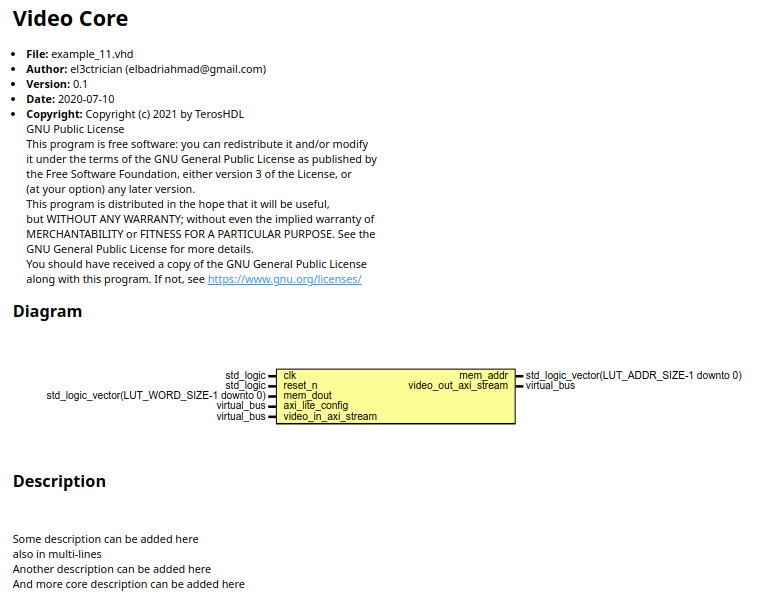 Video Core
• File: example_11.vhd
• Author: el3ctrician (elbadriahmad@gmail.com)
• Version: 0.1
• Date: 2020-07-10
• Copyright: Copyright (c) 2021 by TerosHDL
GNU Public License
This program is free software: you can redistribute it and/or modify
it under the terms of the GNU General Public License as published by
the Free Software Foundation, either version 3 of the License, or
(at your option) any later version.
This program is distributed in the hope that it will be useful,
but WITHOUT ANY WARRANTY; without even the implied warranty of
MERCHANTABILITY or FITNESS FOR A PARTICULAR PURPOSE. See the
GNU General Public License for more details.
You should have received a copy of the GNU General Public License
along with this program. If not, see https://www.gnu.org/licenses/
Diagram
std_logic clk mem_addr std_logic_vector(LUT_ADDR_SIZE-1 downto 0)
std_logic reset_n video_out_axi_stream virtual_bus
std_logic_vector(LUT_WORD_SIZE-1 downto 0) mem_dout
virtual_bus axi_lite_config
virtual_bus video_in_axi_stream
Description
Some description can be added here
also in multi-lines
Another description can be added here
And more core description can be added here